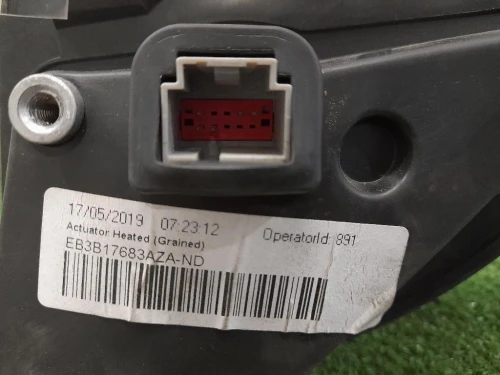 17/05/2019 07:23:12
Actuator Heated (Grained) OperatorId: 891
EB3B17683AZA-ND